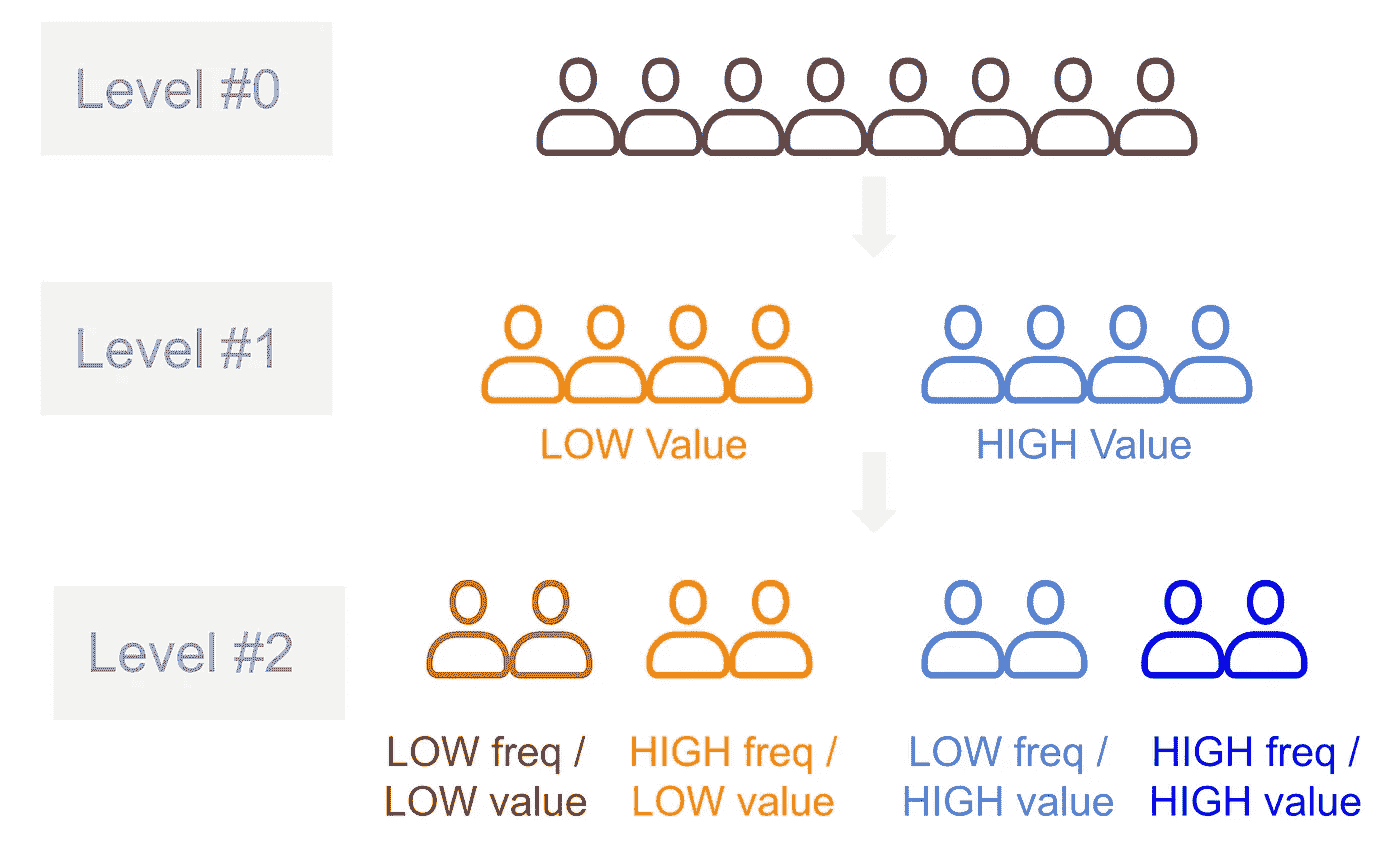 Level #0
Level #1
LOW Value
HIGH Value
Level #2
LOW freq /
LOW value
HIGH freq /
LOW value
LOW freq /
HIGH value
HIGH freq /
HIGH value